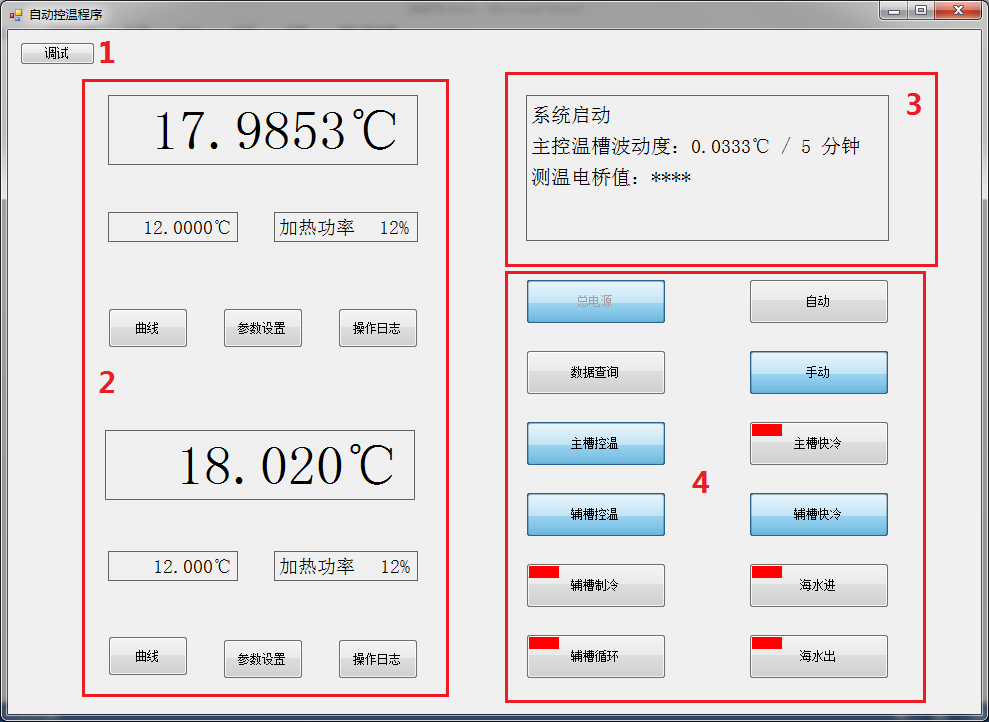 自动控温程序
调试
1
17.9853℃
12.0000℃
加热功率 12%
曲线
参数设置
操作日志
2
18.020℃
12.000℃
加热功率 12%
曲线
参数设置
操作日志
3
系统启动
主控温槽波动度：0.0333℃ / 5 分钟
测温电桥值：****
总电源
自动
数据查询
手动
主槽控温
主槽快冷
4
辅槽控温
辅槽快冷
辅槽制冷
海水进
辅槽循环
海水出